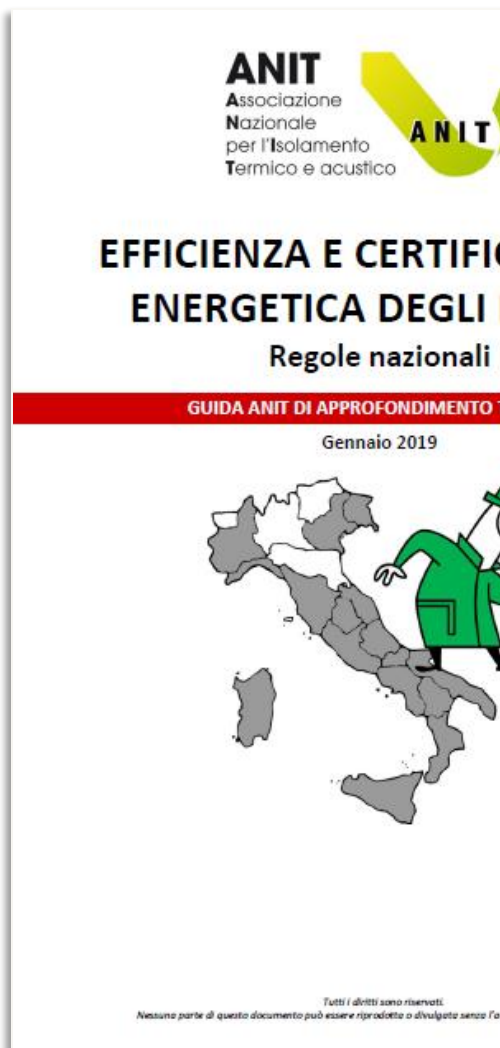 ANIT
Associazione
Nazionale
per l'Isolamento
Termico e acustico
ANIT
EFFICIENZA E CERTIFIC
ENERGETICA DEGLI
Regole nazionali
GUIDA ANIT DI APPROFONDIMENTO
Gennaio 2019
Tutti i diritti sono riservati.
Nessuna parte di questo documento può essere riprodotta o divulgata senza l'a